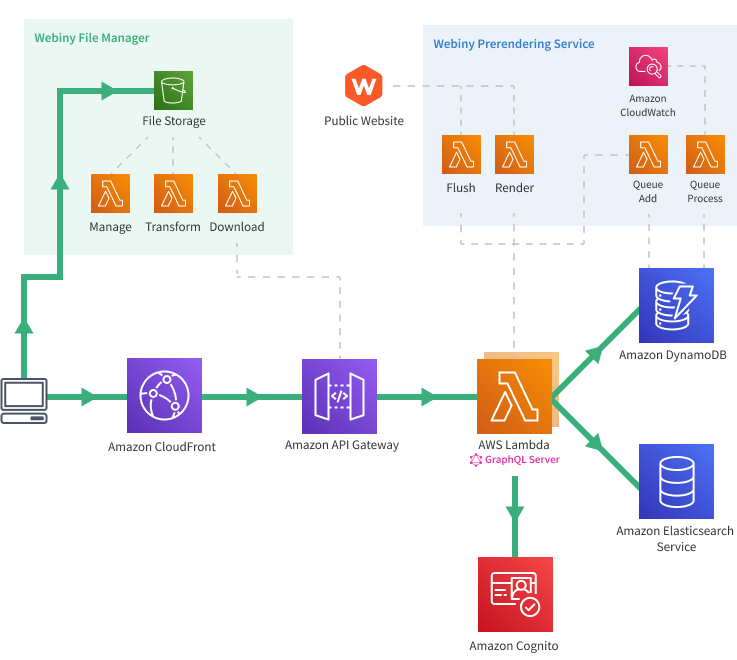 Webiny File Manager
File Storage
Manage
Transform
Download
Public Website
Webiny Prerendering Service
Amazon
CloudWatch
Flush
Render
Queue
Add
Queue
Process
Amazon CloudFront
Amazon API Gateway
AWS Lambda
GraphQL Server
Amazon DynamoDB
Amazon Elasticsearch
Service
Amazon Cognito